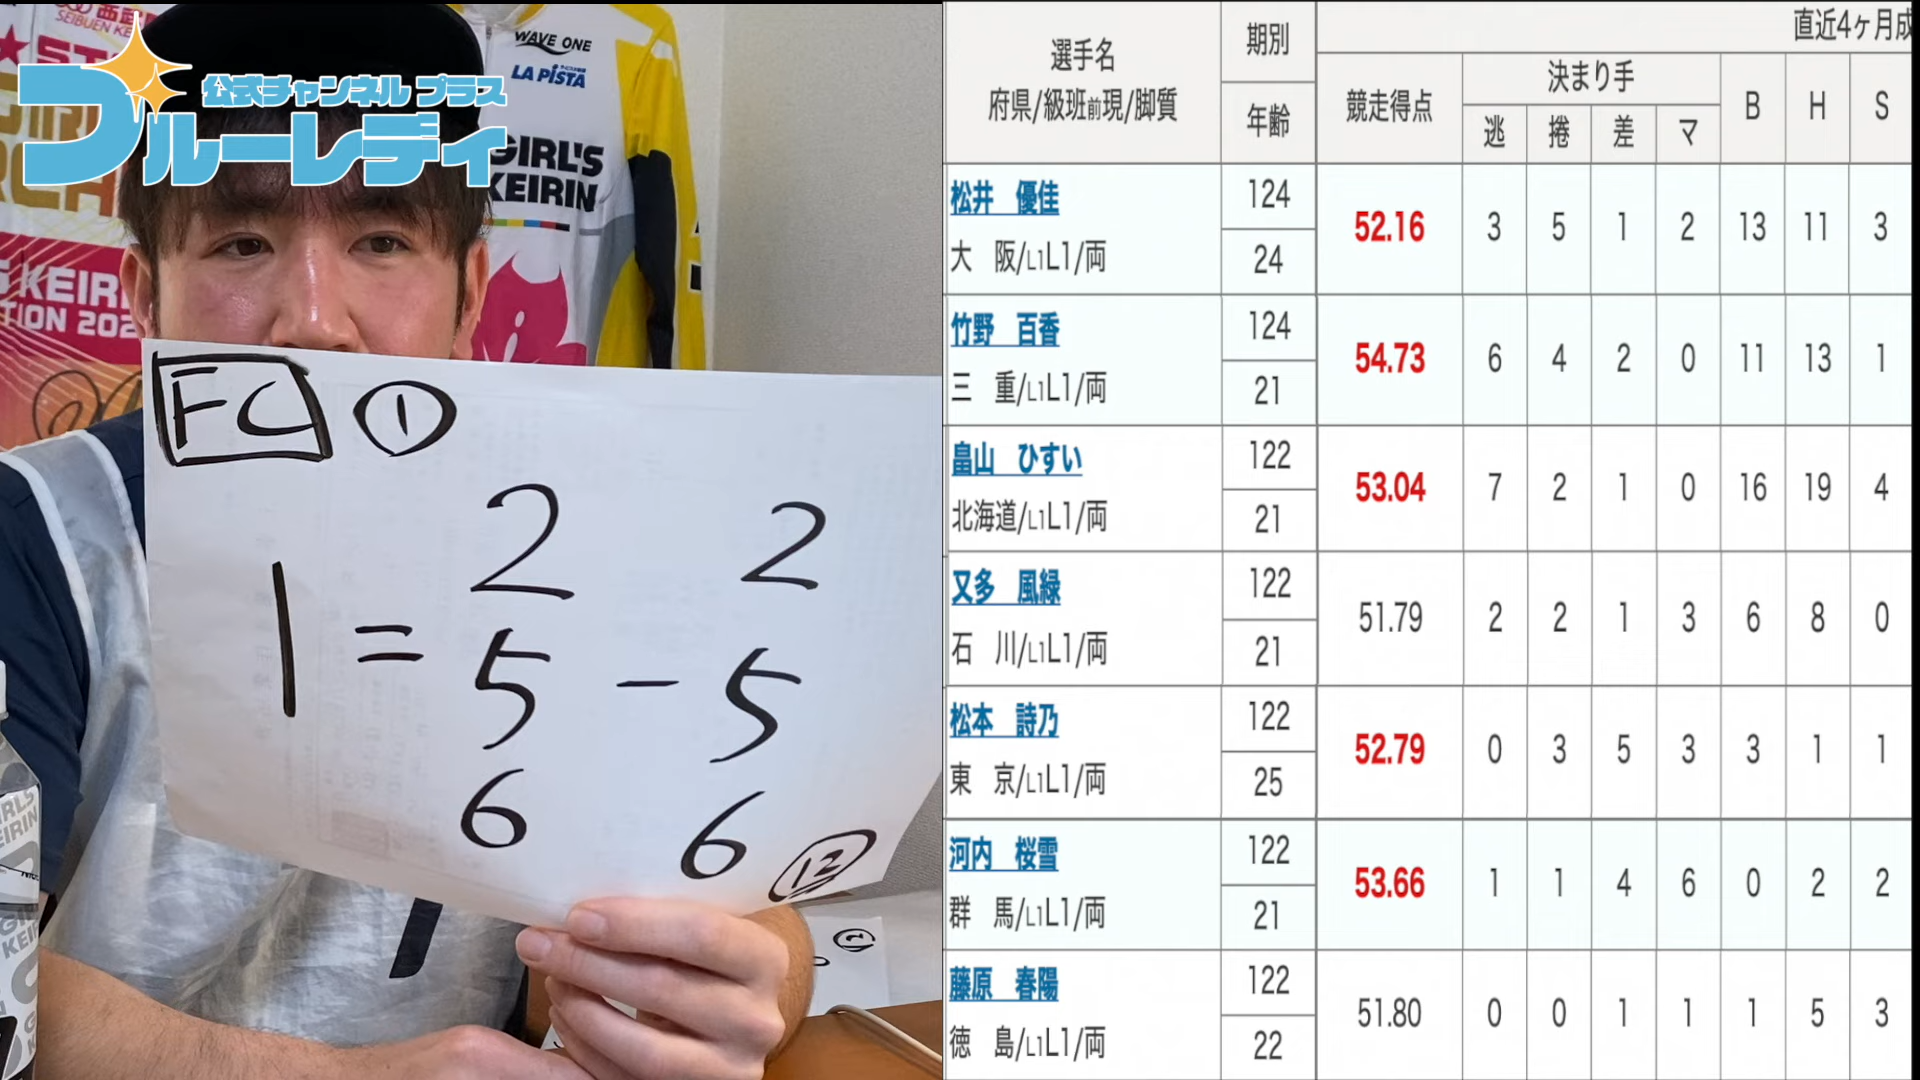 公式チャンネル プラス
ブルーレディ
WAVE ONE
LA PISTA
GIRL'S
KEIRIN
FC ①
1 = 2 5 6 - 2 5 6
⑫
選手名
府県/級班前現/脚質
期別
年齢
直近4ヶ月成
競走得点
決まり手
逃 捲 差 マ
B H S
松井 優佳 124 52.16 3 5 1 2 13 11 3
大 阪/L1L1/両 24
竹野 百香 124 54.73 6 4 2 0 11 13 1
三 重/L1L1/両 21
畠山 ひすい 122 53.04 7 2 1 0 16 19 4
北海道/L1L1/両 21
又多 風緑 122 51.79 2 2 1 3 6 8 0
石 川/L1L1/両 21
松本 詩乃 122 52.79 0 3 5 3 3 1 1
東 京/L1L1/両 25
河内 桜雪 122 53.66 1 1 4 6 0 2 2
群 馬/L1L1/両 21
藤原 春陽 122 51.80 0 0 1 1 1 5 3
徳 島/L1L1/両 22